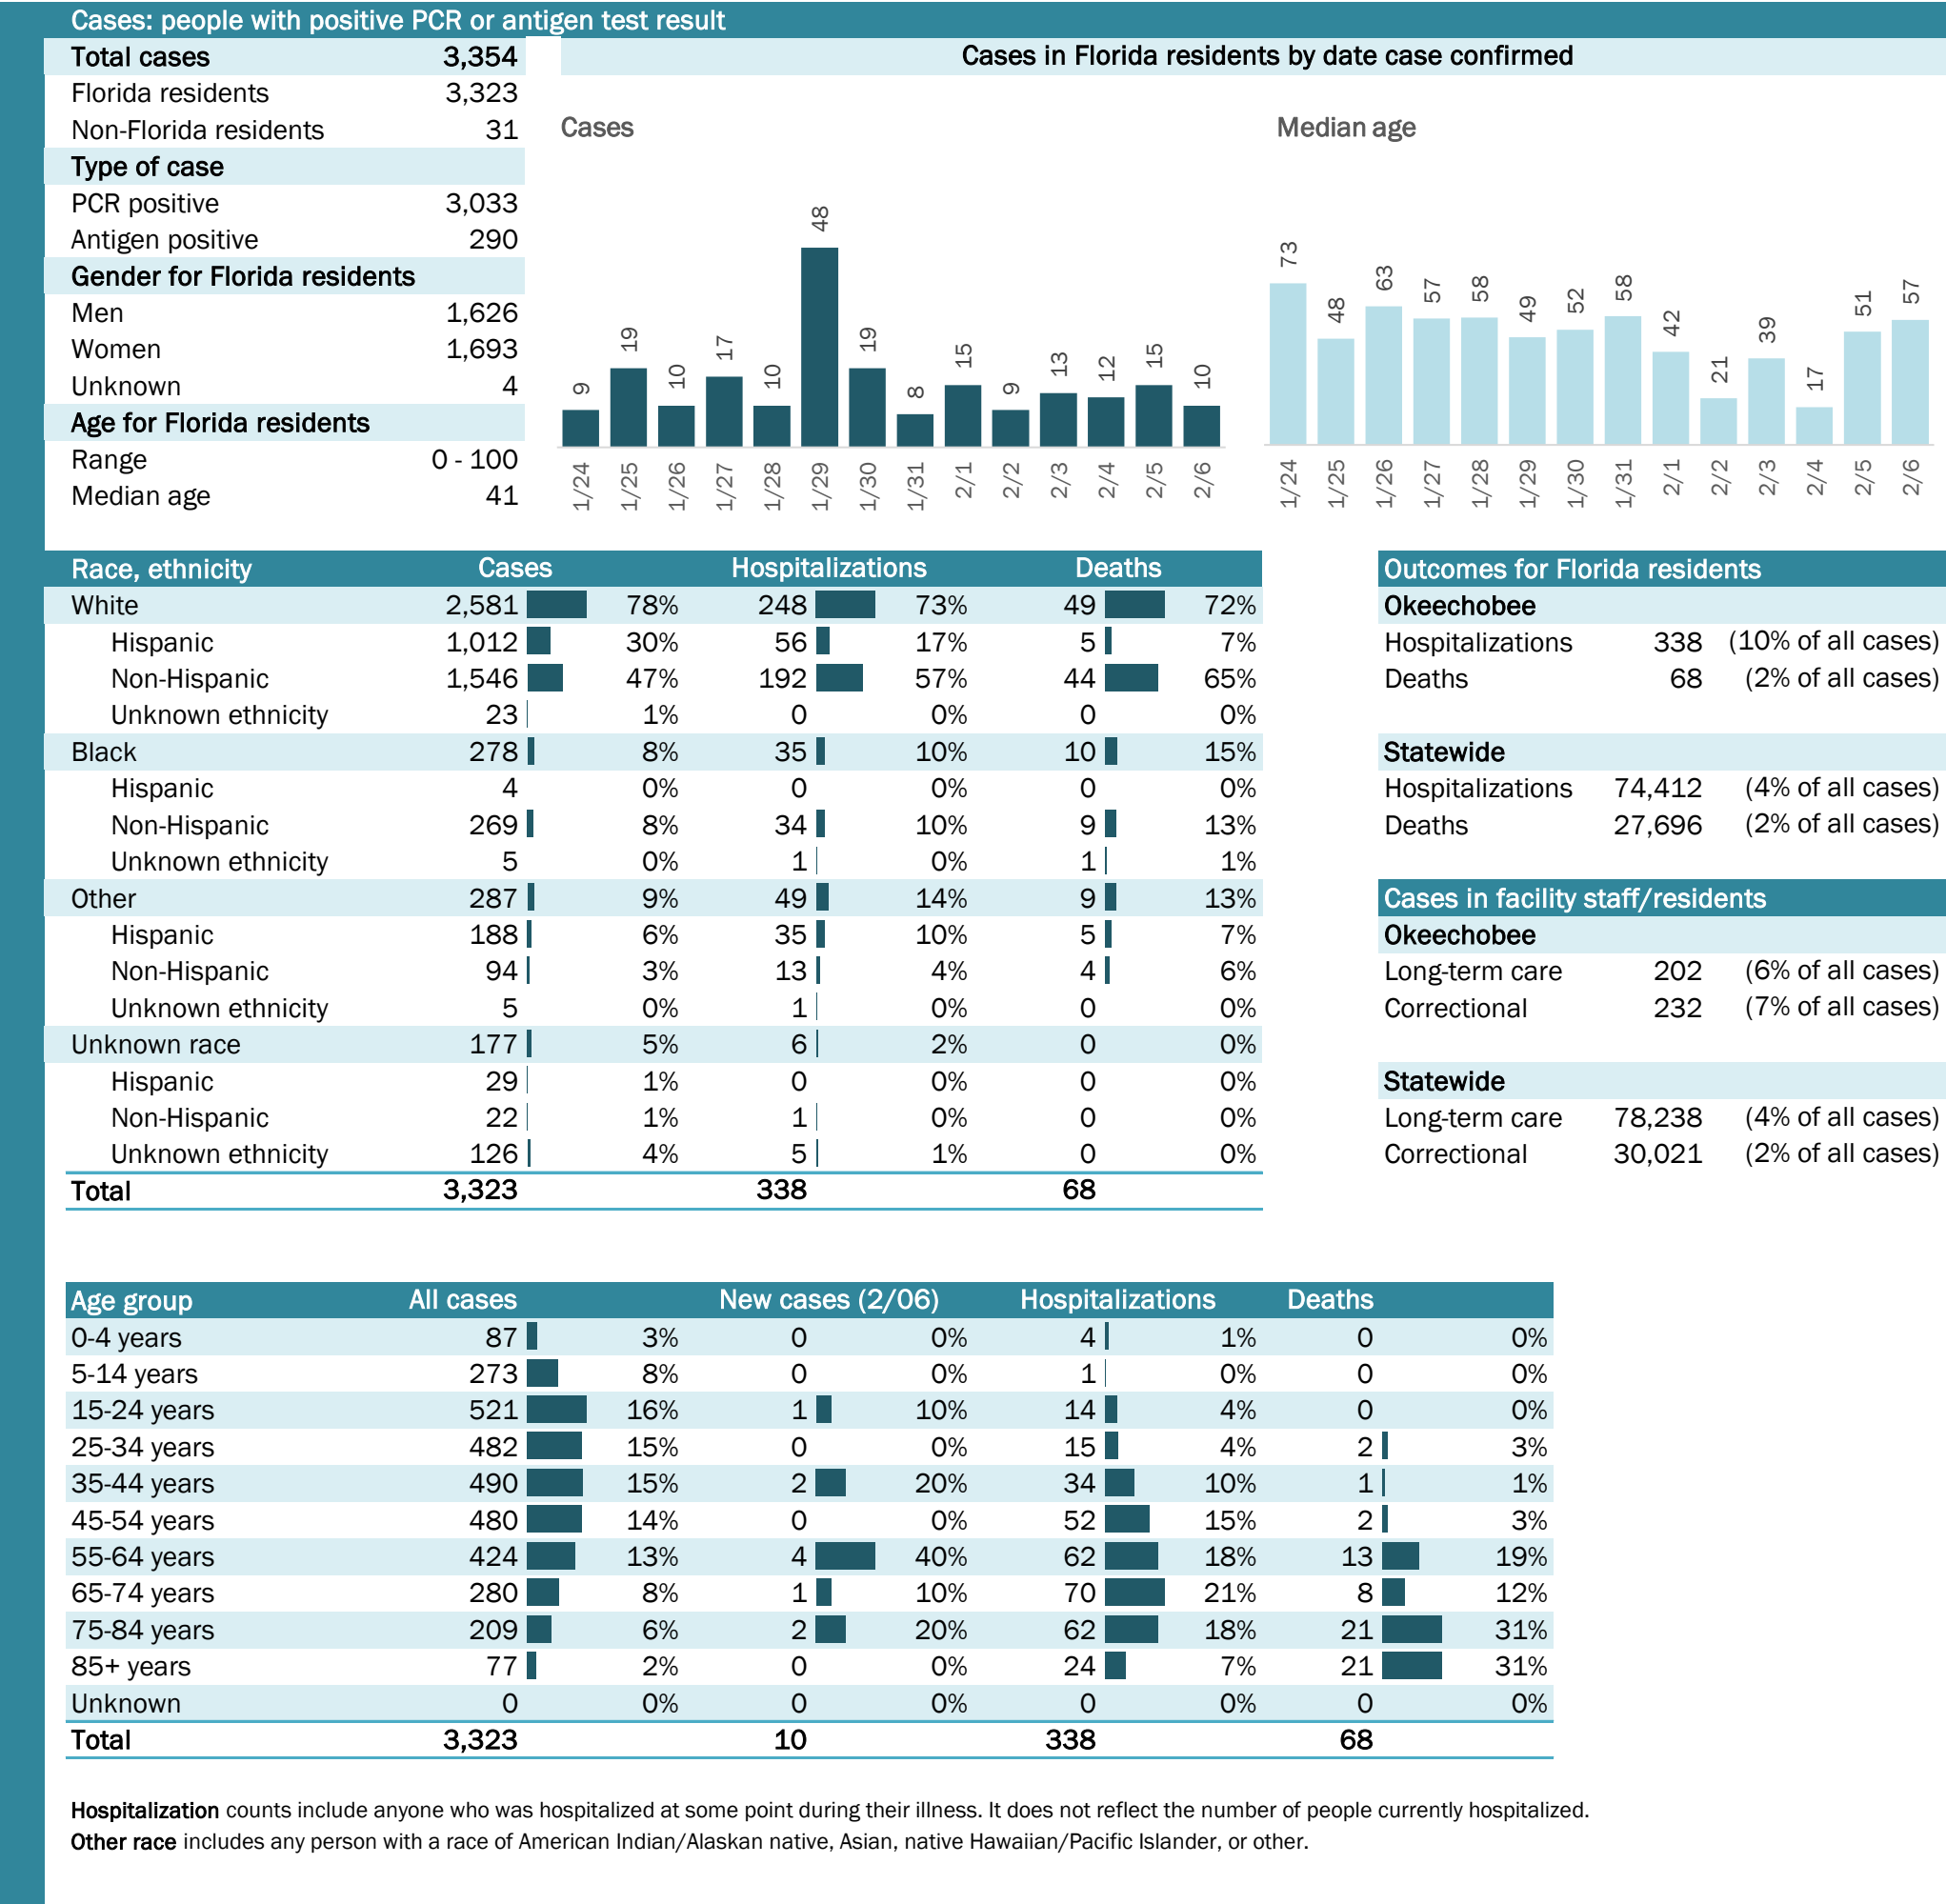 Cases: people with positive PCR or antigen test result
Total cases 3,354
Florida residents 3,323
Non-Florida residents 31
Type of case
PCR positive 3,033
Antigen positive 290
Gender for Florida residents
Men 1,626
Women 1,693
Unknown 4
Age for Florida residents
Range 0 - 100
Median age 41
Cases in Florida residents by date case confirmed
Cases
9 19 10 17 10 48 19 8 15 9 13 12 15 10
1/24 1/25 1/26 1/27 1/28 1/29 1/30 1/31 2/1 2/2 2/3 2/4 2/5 2/6
Median age
73 48 63 57 58 49 52 58 42 21 39 17 51 57
1/24 1/25 1/26 1/27 1/28 1/29 1/30 1/31 2/1 2/2 2/3 2/4 2/5 2/6
Race, ethnicity Cases Hospitalizations Deaths
White 2,581 78% 248 73% 49 72%
Hispanic 1,012 30% 56 17% 5 7%
Non-Hispanic 1,546 47% 192 57% 44 65%
Unknown ethnicity 23 1% 0 0% 0 0%
Black 278 8% 35 10% 10 15%
Hispanic 4 0% 0 0% 0 0%
Non-Hispanic 269 8% 34 10% 9 13%
Unknown ethnicity 5 0% 1 0% 1 1%
Other 287 9% 49 14% 9 13%
Hispanic 188 6% 35 10% 5 7%
Non-Hispanic 94 3% 13 4% 4 6%
Unknown ethnicity 5 0% 1 0% 0 0%
Unknown race 177 5% 6 2% 0 0%
Hispanic 29 1% 0 0% 0 0%
Non-Hispanic 22 1% 1 0% 0 0%
Unknown ethnicity 126 4% 5 1% 0 0%
Total 3,323 338 68
Outcomes for Florida residents
Okeechobee
Hospitalizations 338 (10% of all cases)
Deaths 68 (2% of all cases)
Statewide
Hospitalizations 74,412 (4% of all cases)
Deaths 27,696 (2% of all cases)
Cases in facility staff/residents
Okeechobee
Long-term care 202 (6% of all cases)
Correctional 232 (7% of all cases)
Statewide
Long-term care 78,238 (4% of all cases)
Correctional 30,021 (2% of all cases)
Age group All cases New cases (2/06) Hospitalizations Deaths
0-4 years 87 3% 0 0% 4 1% 0 0%
5-14 years 273 8% 0 0% 1 0% 0 0%
15-24 years 521 16% 1 10% 14 4% 0 0%
25-34 years 482 15% 0 0% 15 4% 2 3%
35-44 years 490 15% 2 20% 34 10% 1 1%
45-54 years 480 14% 0 0% 52 15% 2 3%
55-64 years 424 13% 4 40% 62 18% 13 19%
65-74 years 280 8% 1 10% 70 21% 8 12%
75-84 years 209 6% 2 20% 62 18% 21 31%
85+ years 77 2% 0 0% 24 7% 21 31%
Unknown 0 0% 0 0% 0 0% 0 0%
Total 3,323 10 338 68
Hospitalization counts include anyone who was hospitalized at some point during their illness. It does not reflect the number of people currently hospitalized.
Other race includes any person with a race of American Indian/Alaskan native, Asian, native Hawaiian/Pacific Islander, or other.